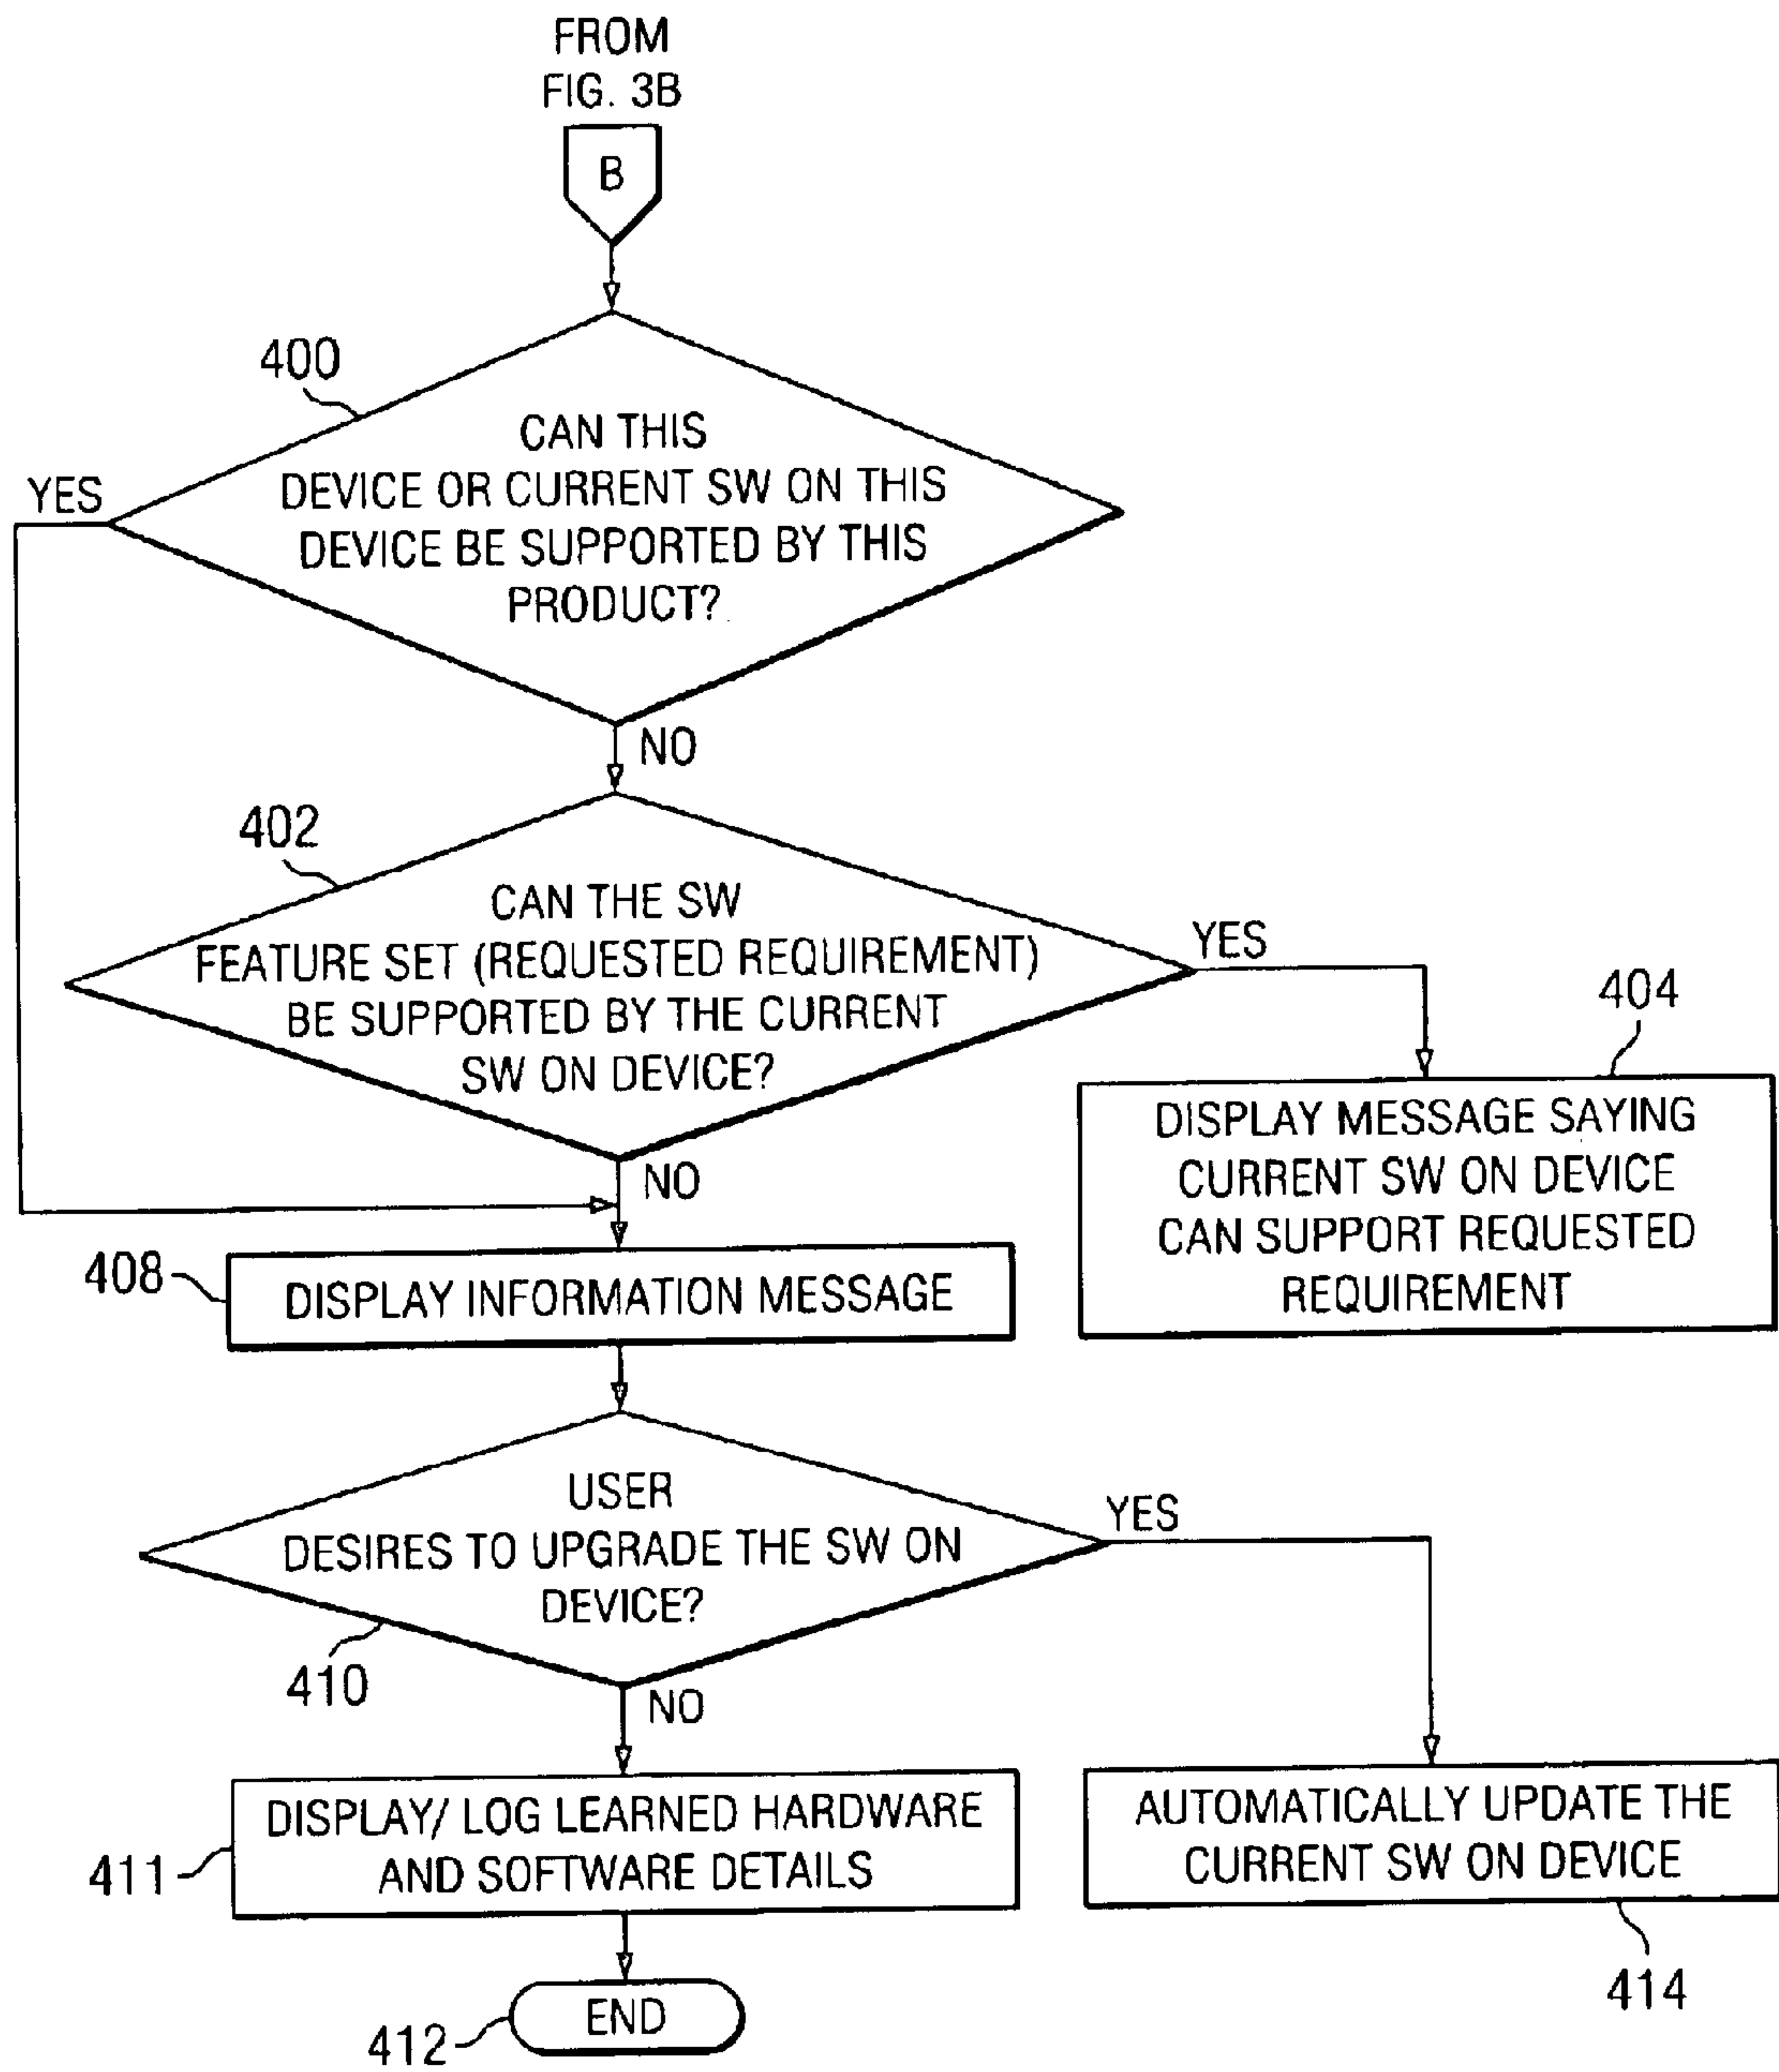 FROM
FIG. 3B
B
400
CAN THIS
DEVICE OR CURRENT SW ON THIS
DEVICE BE SUPPORTED BY THIS
PRODUCT?
YES
NO
402
CAN THE SW
FEATURE SET (REQUESTED REQUIREMENT)
BE SUPPORTED BY THE CURRENT
SW ON DEVICE?
YES
404
DISPLAY MESSAGE SAYING
CURRENT SW ON DEVICE
CAN SUPPORT REQUESTED
REQUIREMENT
NO
408
DISPLAY INFORMATION MESSAGE
USER
DESIRES TO UPGRADE THE SW ON
DEVICE?
YES
410
NO
DISPLAY/ LOG LEARNED HARDWARE
AND SOFTWARE DETAILS
411
AUTOMATICALLY UPDATE THE
CURRENT SW ON DEVICE
414
END
412